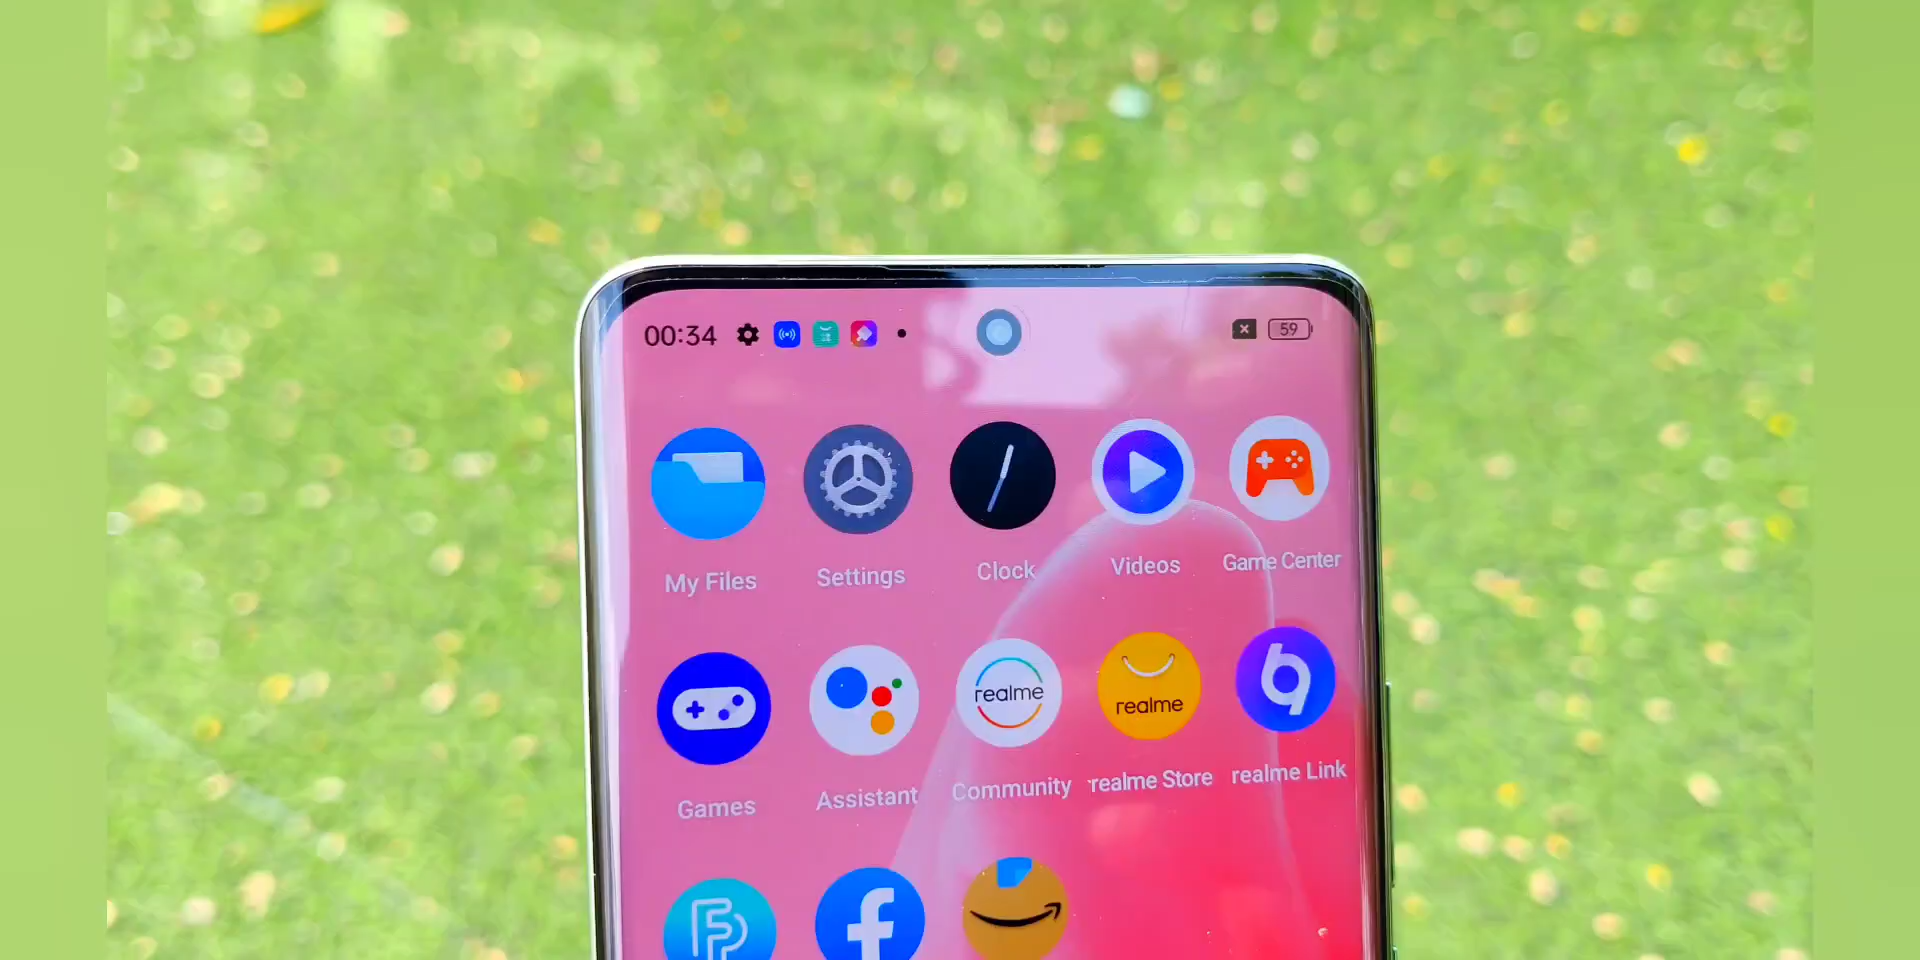 00:34
59
My Files
Settings
Clock
Videos
Game Center
realme
realme
Games
Assistant
Community
realme Store
realme Link